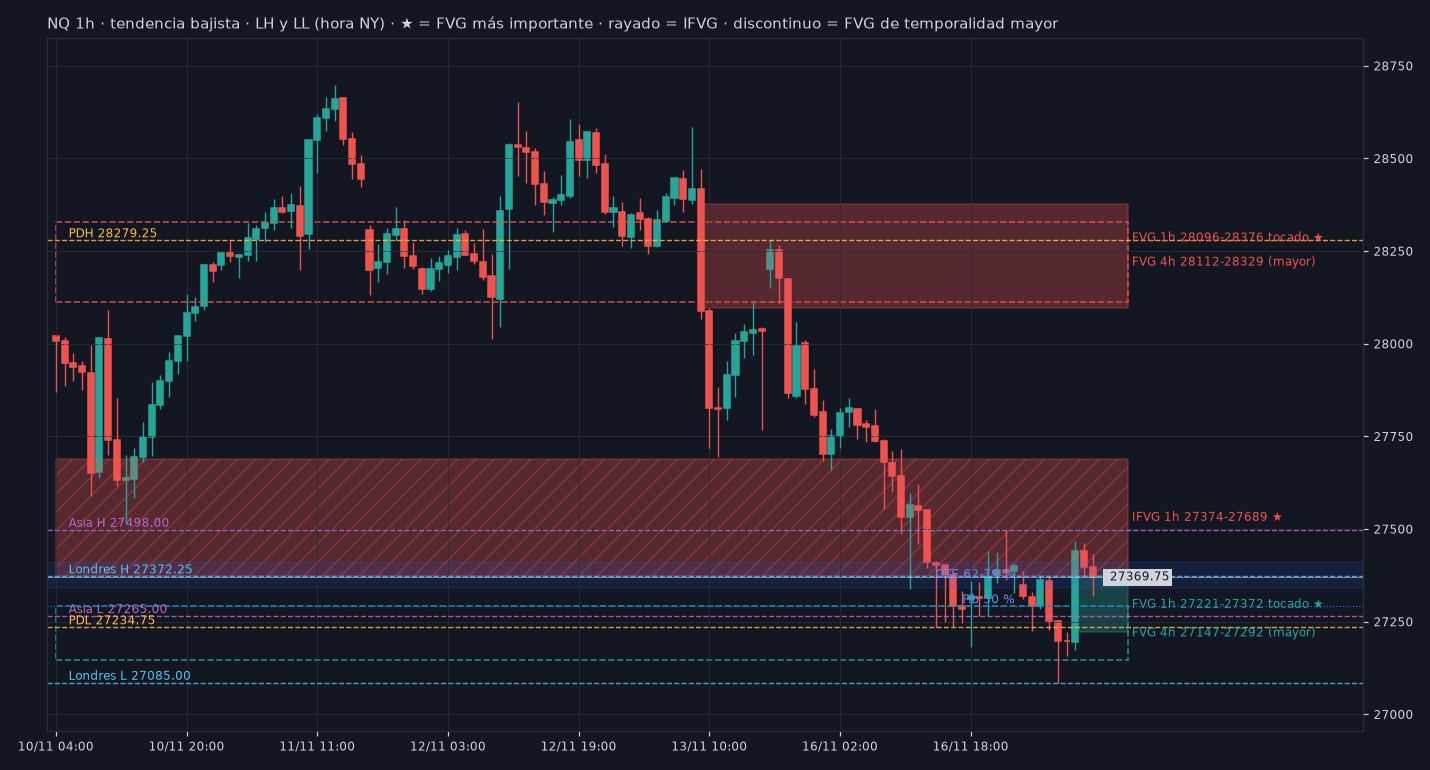 NQ 1h · tendencia bajista · LH y LL (hora NY) · ★ = FVG más importante · rayado = IFVG · discontinuo = FVG de temporalidad mayor
28750
28500
PDH 28279.25
FVG 1h 28096-28376 tocado ★
28250
FVG 4h 28112-28329 (mayor)
28000
27750
IFVG 1h 27374-27689 ★
Asia H 27498.00
27500
Londres H 27372.25
OTE 62-79 %
27369.75
PD 50 %
FVG 1h 27221-27372 tocado ★
Asia L 27265.00
PDL 27234.75
27250
FVG 4h 27147-27292 (mayor)
Londres L 27085.00
27000
10/11 04:00
10/11 20:00
11/11 11:00
12/11 03:00
12/11 19:00
13/11 10:00
16/11 02:00
16/11 18:00